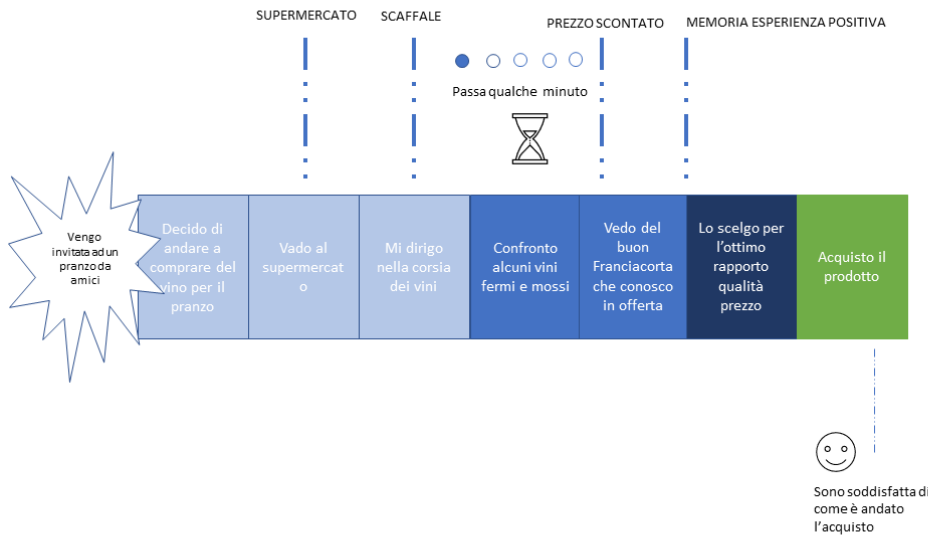 SUPERMERCATO
SCAFFALE
PREZZO SCONTATO
MEMORIA ESPERIENZA POSITIVA
Passa qualche minuto
Vengo
invitata ad un
pranzo da
amici
Decido di
andare a
comprare del
vino per il
pranzo
Vado al
supermercat
o
Mi dirigo
nella corsia
dei vini
Confronto
alcuni vini
fermi e mossi
Vedo del
buon
Franciacorta
che conosco
in offerta
Lo scelgo per
l'ottimo
rapporto
qualità
prezzo
Acquisto il
prodotto
Sono soddisfatta di
come è andato
l'acquisto